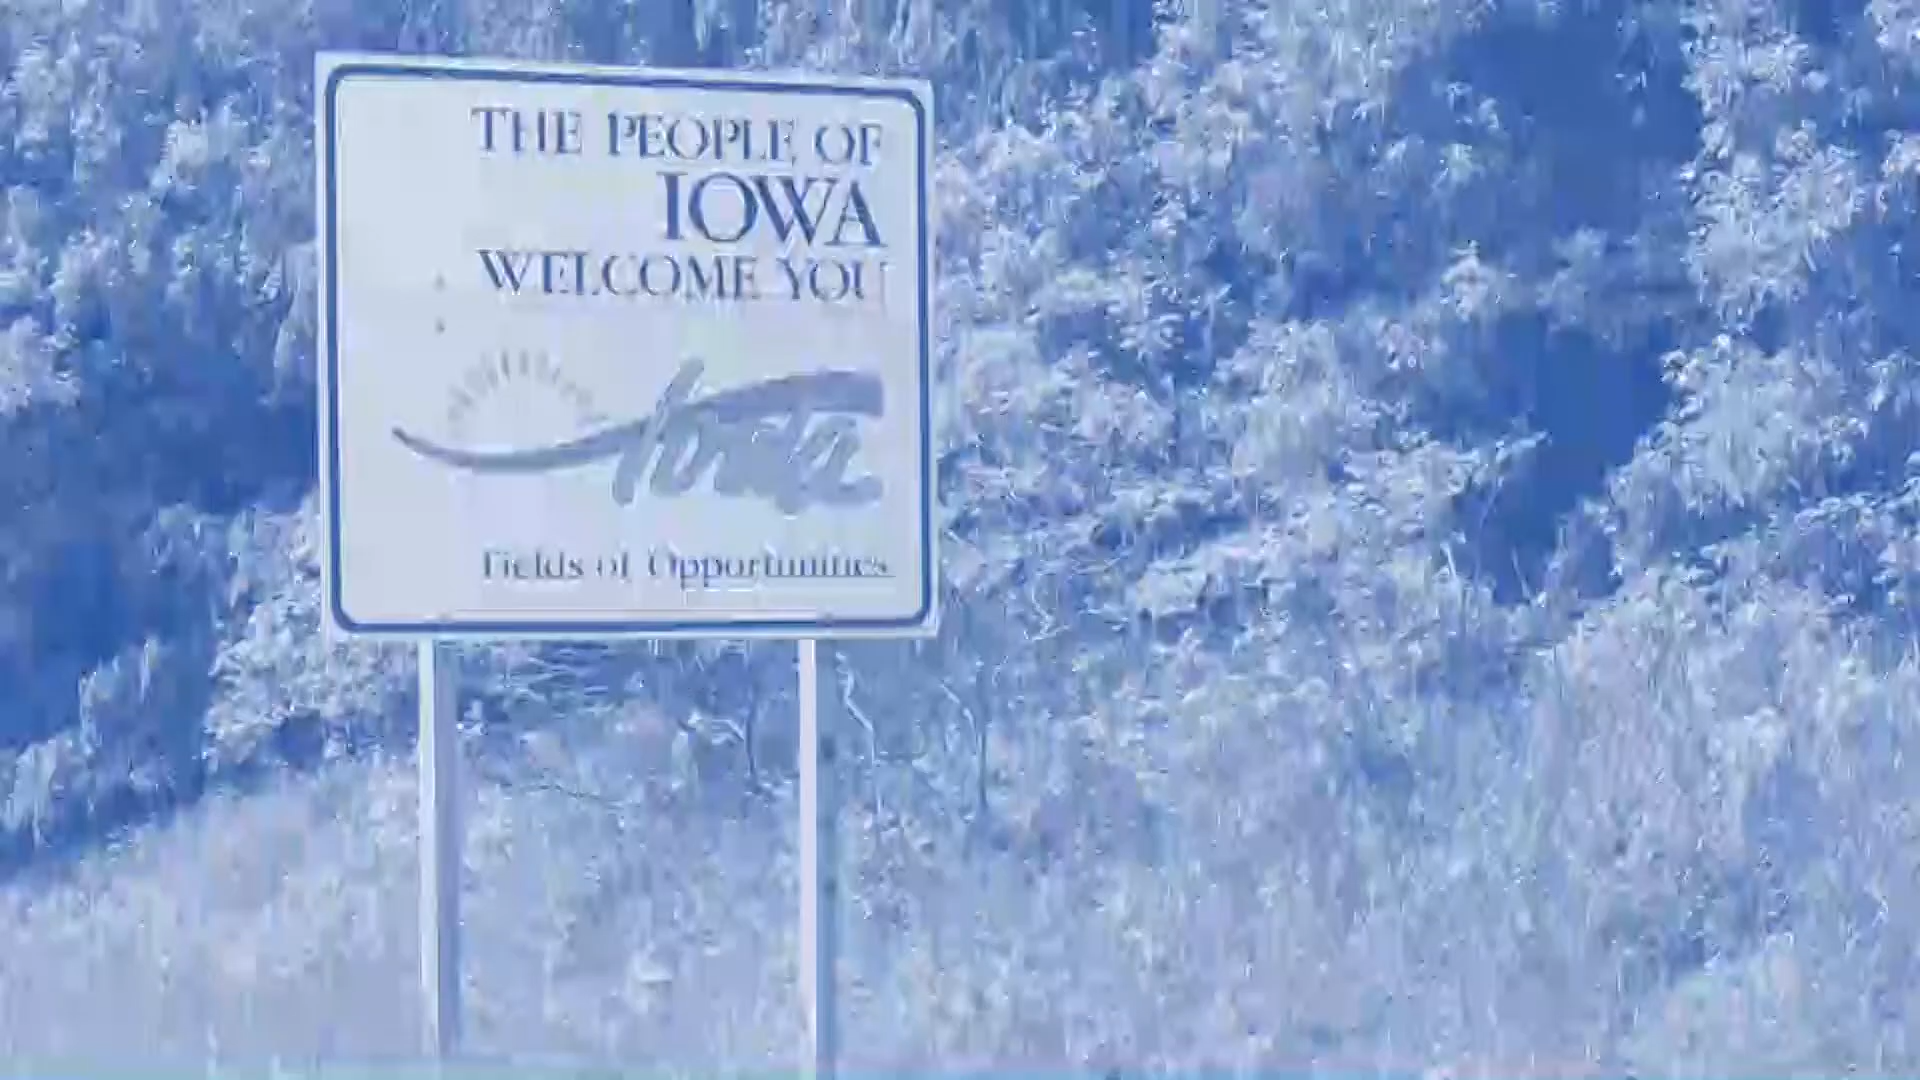 THE PEOPLE OF
IOWA
WELCOME YOU
Iowa
Fields of Opportunities